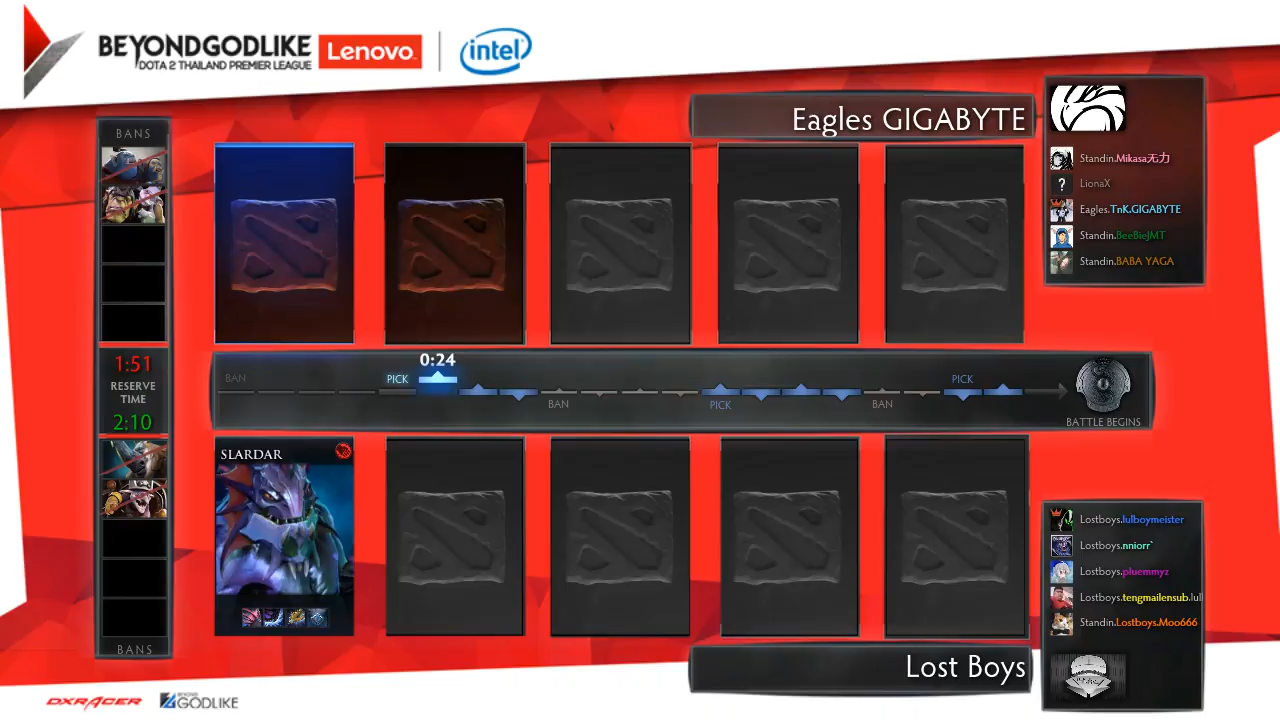 BEYONDGODLIKE
DOTA 2 THAILAND PREMIER LEAGUE
Lenovo
intel
Eagles GIGABYTE
Standin.Mikasa无力
? LionaX
Eagles.TnK.GIGABYTE
Standin.BeeBieJMT
Standin.BABA YAGA
BANS
1:51
RESERVE
TIME
2:10
BANS
0:24
BAN
PICK
BAN
PICK
BAN
PICK
BATTLE BEGINS
SLARDAR
Lostboys.lulboymeister
Lostboys.nniorr`
Lostboys.pluemmyz
Lostboys.tengmailensub.lul
Standin.Lostboys.Moo666
Lost Boys
DXRACER
BEYOND
GODLIKE